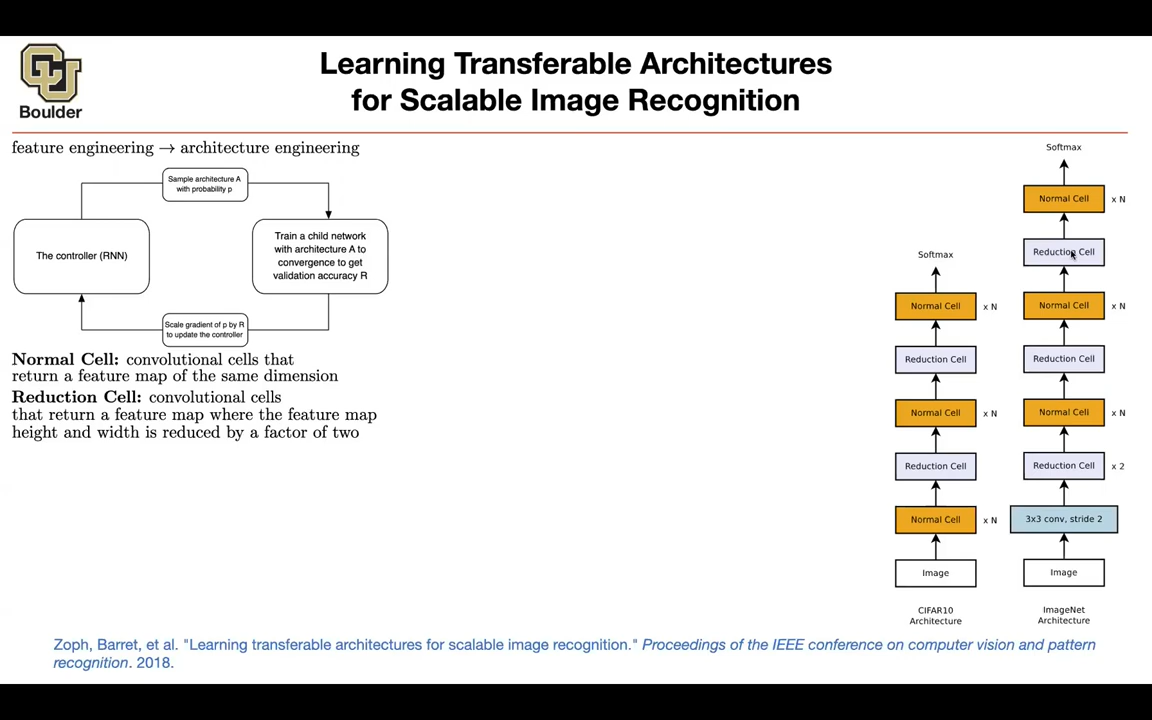 Boulder
Learning Transferable Architectures
for Scalable Image Recognition
feature engineering → architecture engineering
Sample architecture A
with probability p
The controller (RNN)
Train a child network
with architecture A to
convergence to get
validation accuracy R
Scale gradient of p by R
to update the controller
Normal Cell: convolutional cells that
return a feature map of the same dimension
Reduction Cell: convolutional cells
that return a feature map where the feature map
height and width is reduced by a factor of two
Softmax
Normal Cell x N
Reduction Cell
Normal Cell x N
Reduction Cell
Normal Cell x N
Image
CIFAR10
Architecture
Softmax
Normal Cell x N
Reduction Cell
Normal Cell x N
Reduction Cell
Normal Cell x N
Reduction Cell x 2
3x3 conv, stride 2
Image
ImageNet
Architecture
Zoph, Barret, et al. "Learning transferable architectures for scalable image recognition." Proceedings of the IEEE conference on computer vision and pattern
recognition. 2018.